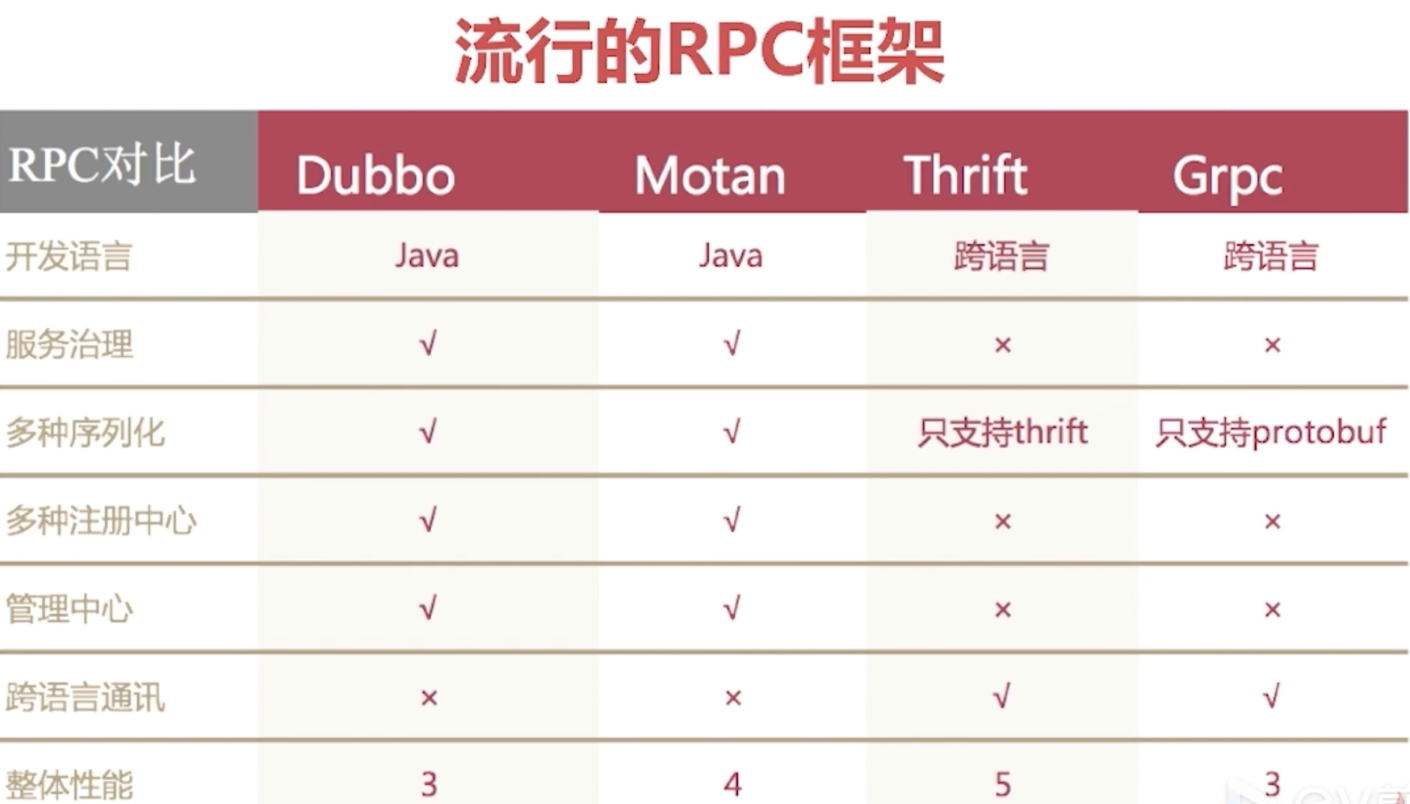 流行的RPC框架
RPC对比 Dubbo Motan Thrift Grpc
开发语言 Java Java 跨语言 跨语言
服务治理 √ √ × ×
多种序列化 √ √ 只支持thrift 只支持protobuf
多种注册中心 √ √ × ×
管理中心 √ √ × ×
跨语言通讯 × × √ √
整体性能 3 4 5 3